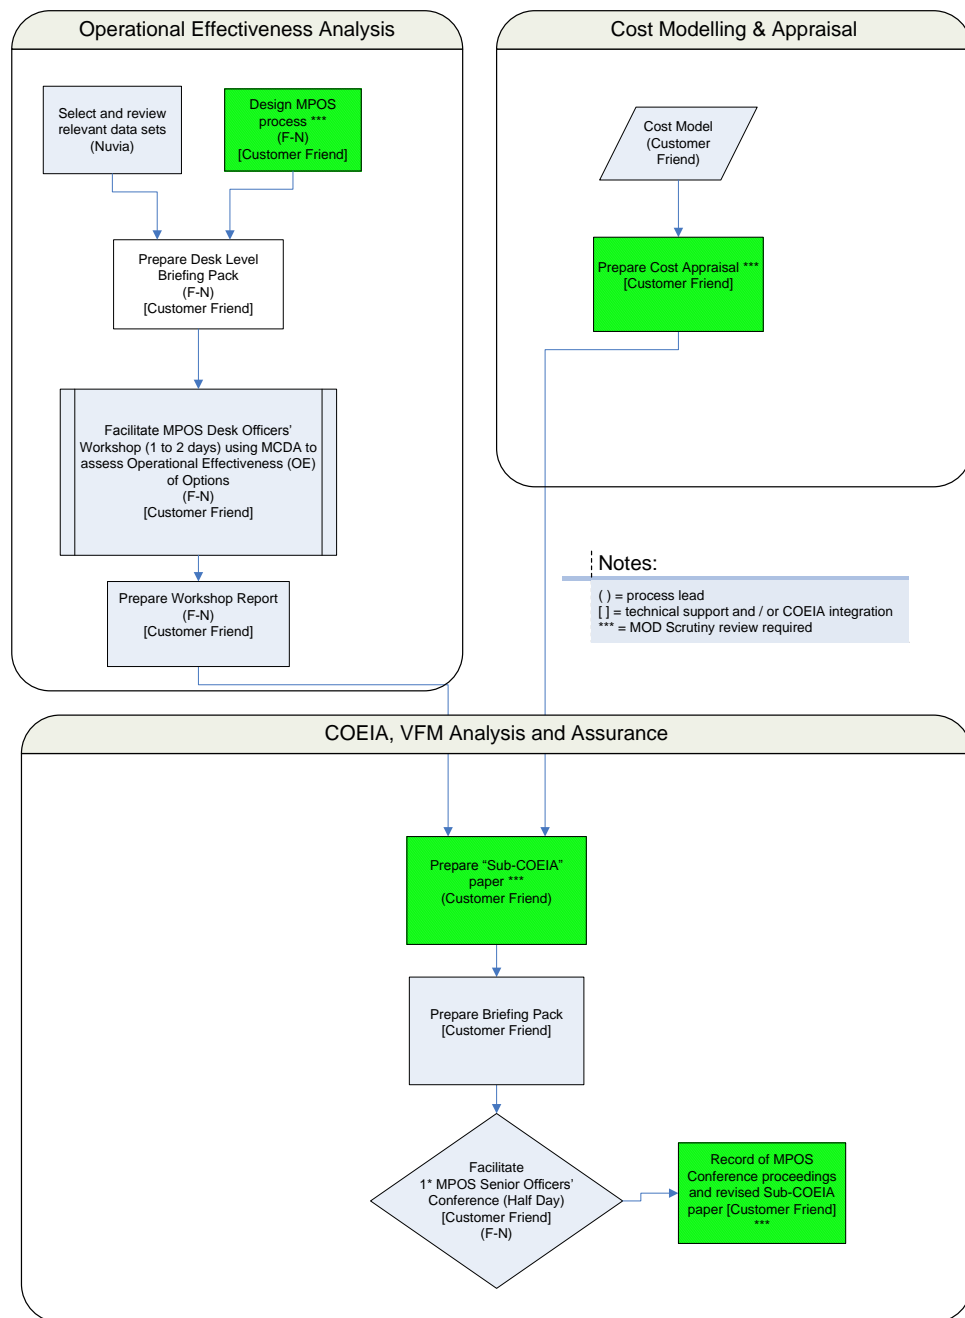 Operational Effectiveness Analysis
Select and review
relevant data sets
(Nuvia)
Design MPOS
process ***
(F-N)
[Customer Friend]
Prepare Desk Level
Briefing Pack
(F-N)
[Customer Friend]
Facilitate MPOS Desk Officers'
Workshop (1 to 2 days) using MCDA to
assess Operational Effectiveness (OE)
of Options
(F-N)
[Customer Friend]
Prepare Workshop Report
(F-N)
[Customer Friend]
Cost Modelling & Appraisal
Cost Model
(Customer
Friend)
Prepare Cost Appraisal ***
[Customer Friend]
Notes:
( ) = process lead
[ ] = technical support and / or COEIA integration
*** = MOD Scrutiny review required
COEIA, VFM Analysis and Assurance
Prepare “Sub-COEIA”
paper ***
(Customer Friend)
Prepare Briefing Pack
[Customer Friend]
Facilitate
1* MPOS Senior Officers'
Conference (Half Day)
[Customer Friend]
(F-N)
Record of MPOS
Conference proceedings
and revised Sub-COEIA
paper [Customer Friend]
***